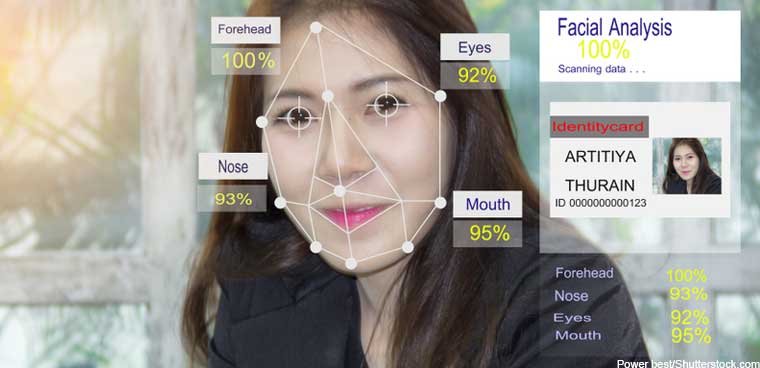 Forehead
100%
Eyes
92%
Nose
93%
Mouth
95%
Facial Analysis
100%
Scanning data . . .
Identitycard
ARTITIYA
THURAIN
ID 0000000000123
Forehead 100%
Nose 93%
Eyes 92%
Mouth 95%
Power best/Shutterstock.com